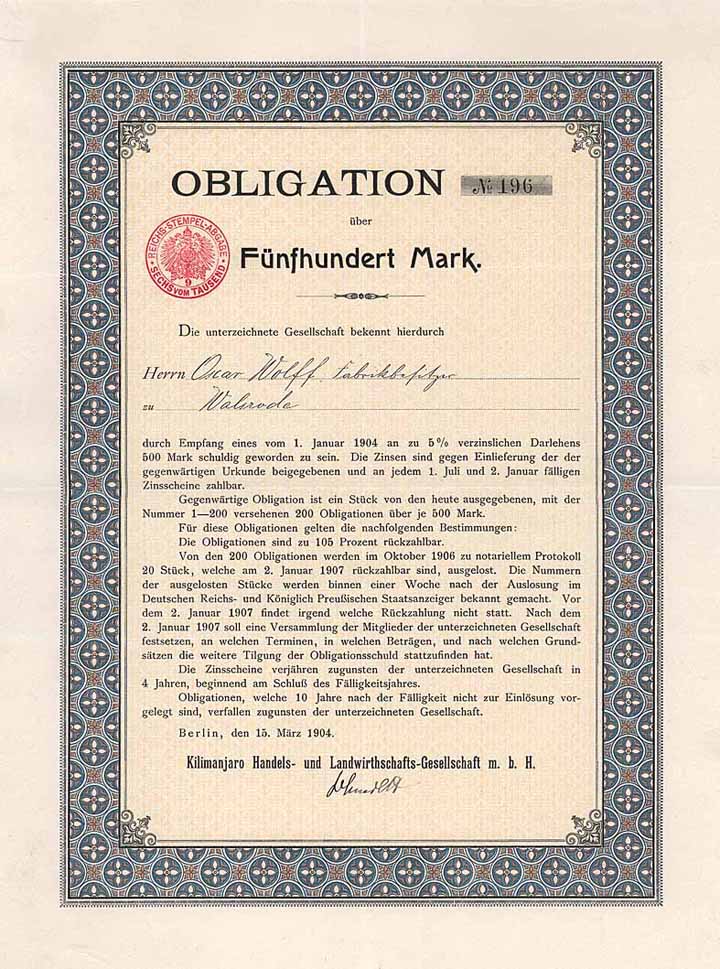 OBLIGATION № 196
über
REICHS-STEMPEL-ABGABE
9
SECHS VOM TAUSEND
Fünfhundert Mark.
Die unterzeichnete Gesellschaft bekennt hierdurch
Herrn Oscar Wolff, Fabrikbesitzer
zu Walsrode
durch Empfang eines vom 1. Januar 1904 an zu 5% verzinslichen Darlehens
500 Mark schuldig geworden zu sein. Die Zinsen sind gegen Einlieferung der der
gegenwärtigen Urkunde beigegebenen und an jedem 1. Juli und 2. Januar fälligen
Zinsscheine zahlbar.
Gegenwärtige Obligation ist ein Stück von den heute ausgegebenen, mit der
Nummer 1—200 versehenen 200 Obligationen über je 500 Mark.
Für diese Obligationen gelten die nachfolgenden Bestimmungen:
Die Obligationen sind zu 105 Prozent rückzahlbar.
Von den 200 Obligationen werden im Oktober 1906 zu notariellem Protokoll
20 Stück, welche am 2. Januar 1907 rückzahlbar sind, ausgelost. Die Nummern
der ausgelosten Stücke werden binnen einer Woche nach der Auslosung im
Deutschen Reichs- und Königlich Preußischen Staatsanzeiger bekannt gemacht. Vor
dem 2. Januar 1907 findet irgend welche Rückzahlung nicht statt. Nach dem
2. Januar 1907 soll eine Versammlung der Mitglieder der unterzeichneten Gesellschaft
festsetzen, an welchen Terminen, in welchen Beträgen, und nach welchen Grund-
sätzen die weitere Tilgung der Obligationsschuld stattzufinden hat.
Die Zinsscheine verjähren zugunsten der unterzeichneten Gesellschaft in
4 Jahren, beginnend am Schluß des Fälligkeitsjahres.
Obligationen, welche 10 Jahre nach der Fälligkeit nicht zur Einlösung vor-
gelegt sind, verfallen zugunsten der unterzeichneten Gesellschaft.
Berlin, den 15. März 1904.
Kilimanjaro Handels- und Landwirthschafts-Gesellschaft m. b. H.